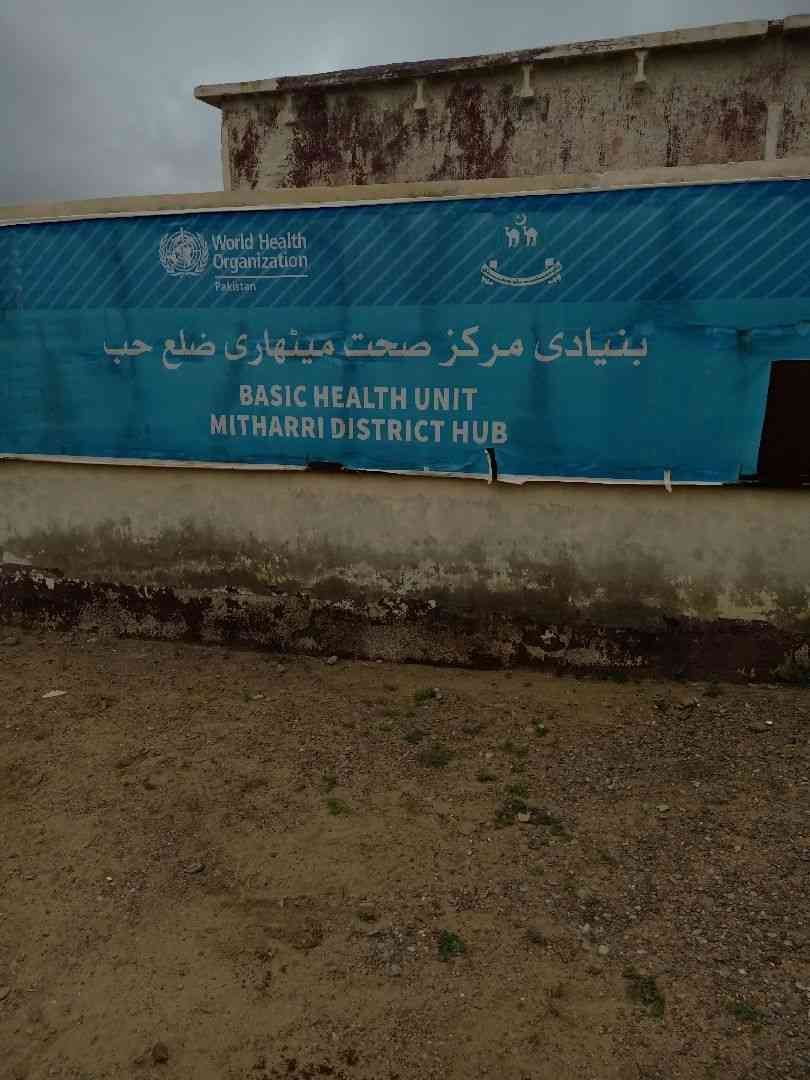 World Health
Organization
Pakistan
بنیادی مرکز صحت میٹھاری ضلع حب
BASIC HEALTH UNIT
MITHARRI DISTRICT HUB